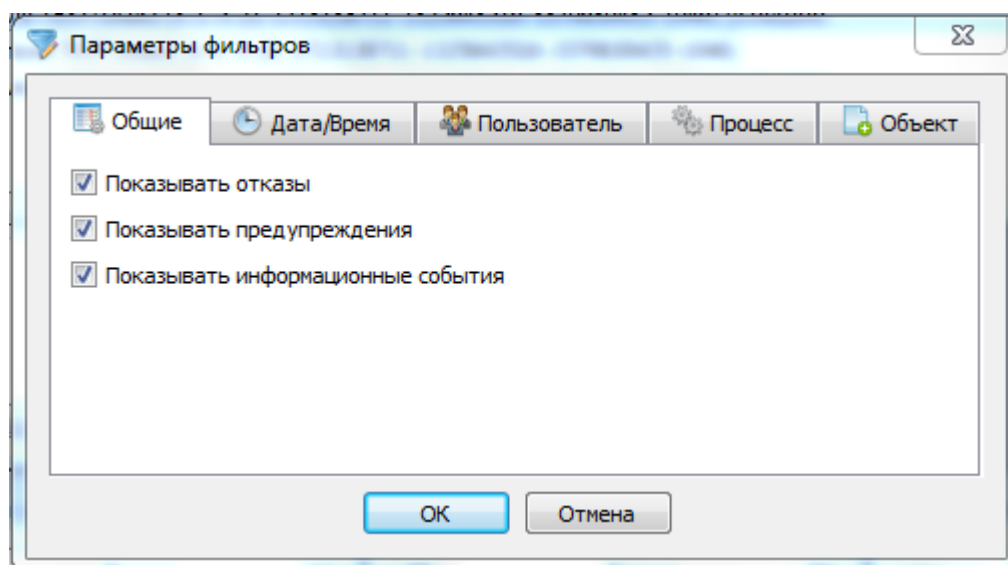 Параметры фильтров
Общие Дата/Время Пользователь Процесс Объект
Показывать отказы
Показывать предупреждения
Показывать информационные события
ОК Отмена